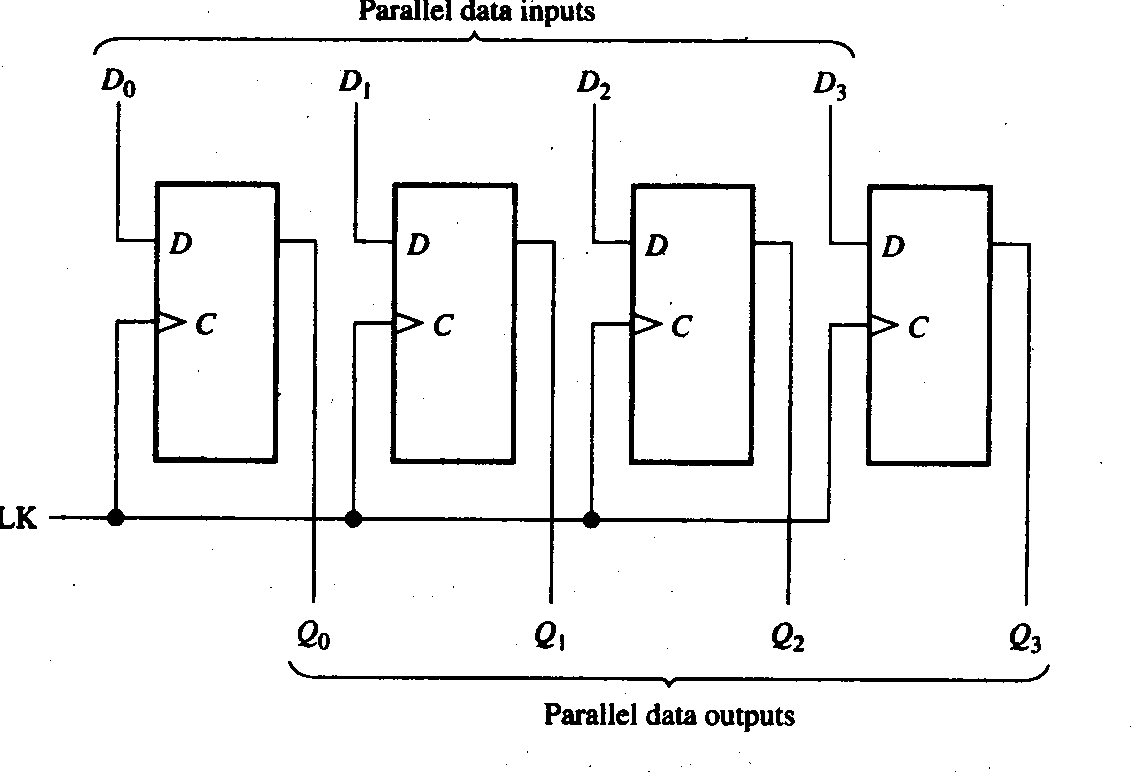 Parallel data inputs
D0 D1 D2 D3
D D D D
C C C C
LK
Q0 Q1 Q2 Q3
Parallel data outputs